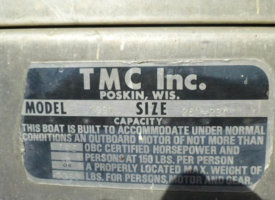 TMC Inc.
POSKIN, WIS.
MODEL SIZE
CAPACITY
THIS BOAT IS BUILT TO ACCOMMODATE UNDER NORMAL
CONDITIONS AN OUTBOARD MOTOR OF NOT MORE THAN
OBC CERTIFIED HORSEPOWER AND
PERSONS AT 150 LBS. PER PERSON
OR A PROPERLY LOCATED MAX. WEIGHT OF
LBS. FOR PERSONS, MOTOR AND GEAR.